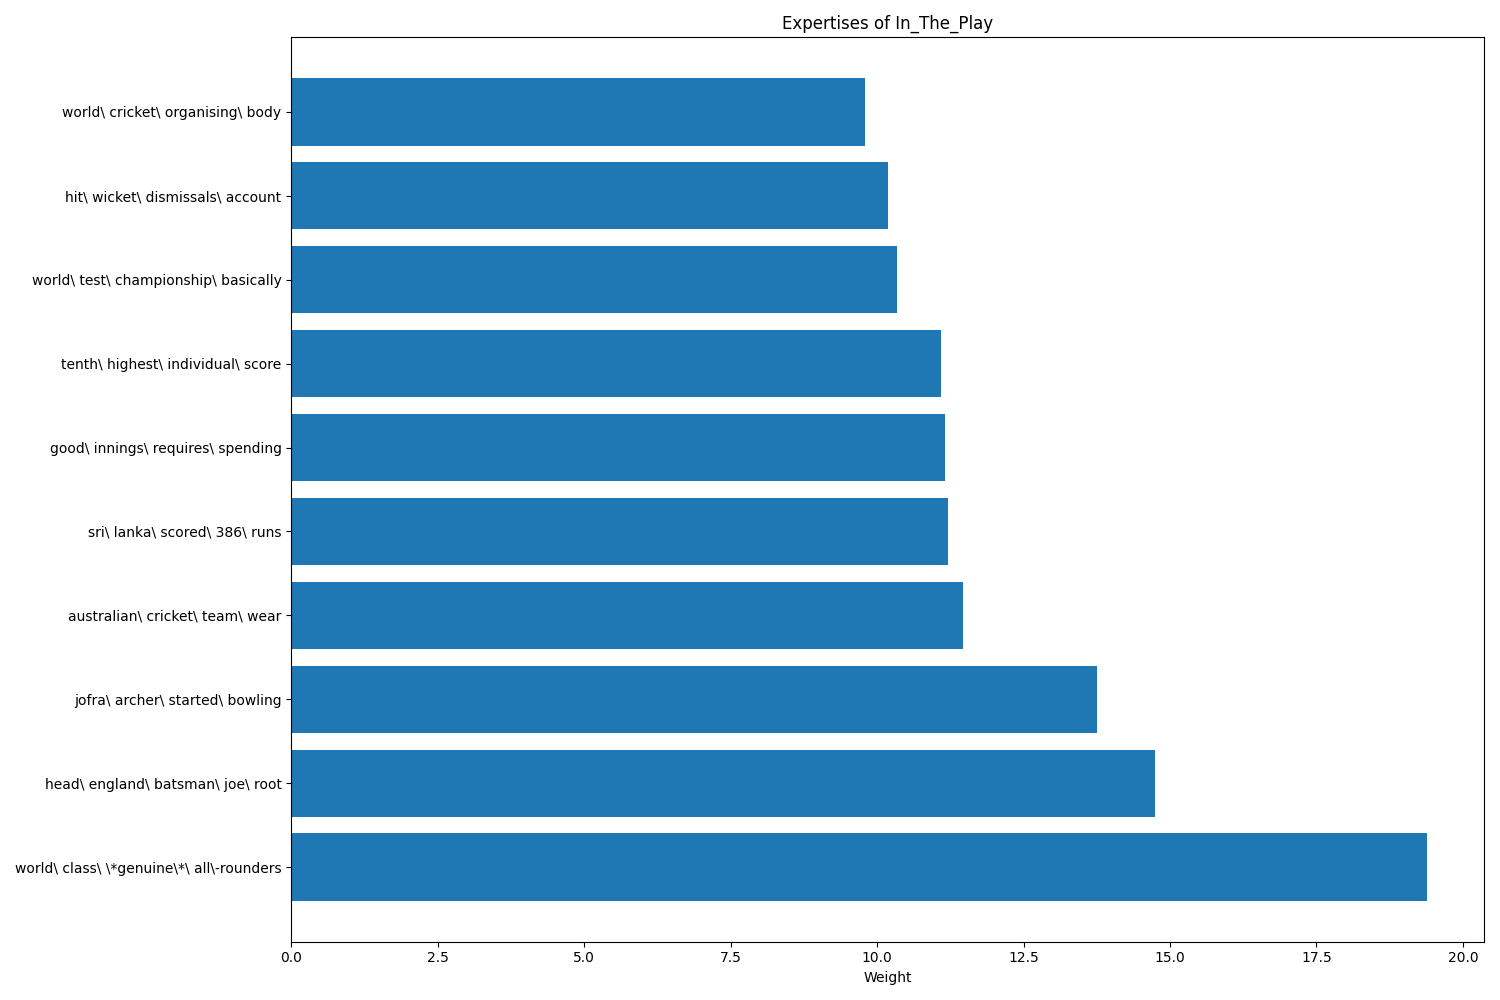 Expertises of In_The_Play
world\ cricket\ organising\ body
hit\ wicket\ dismissals\ account
world\ test\ championship\ basically
tenth\ highest\ individual\ score
good\ innings\ requires\ spending
sri\ lanka\ scored\ 386\ runs
australian\ cricket\ team\ wear
jofra\ archer\ started\ bowling
head\ england\ batsman\ joe\ root
world\ class\ \*genuine\*\ all\-rounders
0.0 2.5 5.0 7.5 10.0 12.5 15.0 17.5 20.0
Weight